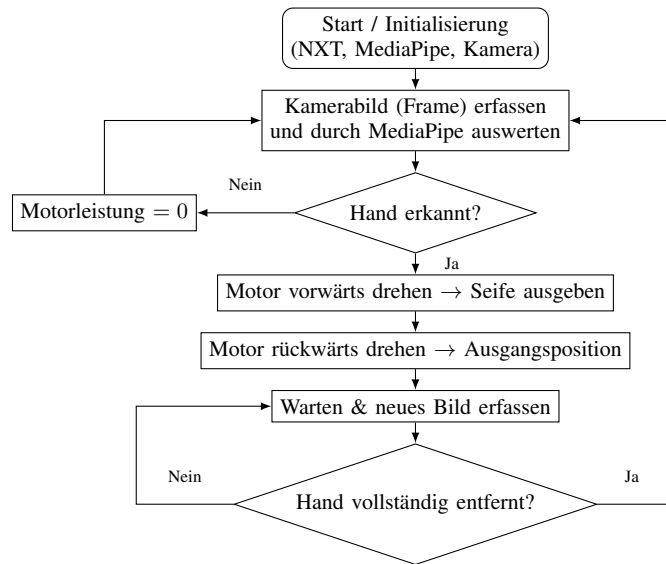 Start / Initialisierung
(NXT, MediaPipe, Kamera)
Kamerabild (Frame) erfassen
und durch MediaPipe auswerten
Nein
Motorleistung = 0
Hand erkannt?
Ja
Motor vorwärts drehen → Seife ausgeben
Motor rückwärts drehen → Ausgangsposition
Warten & neues Bild erfassen
Nein
Hand vollständig entfernt?
Ja